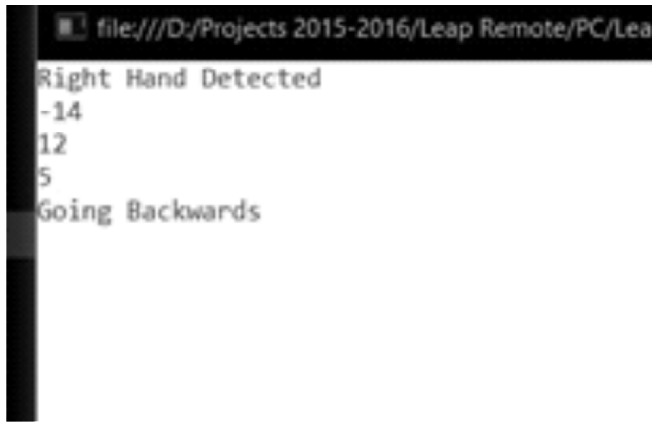 file:///D:/Projects 2015-2016/Leap Remote/PC/Lea
Right Hand Detected
-14
12
5
Going Backwards